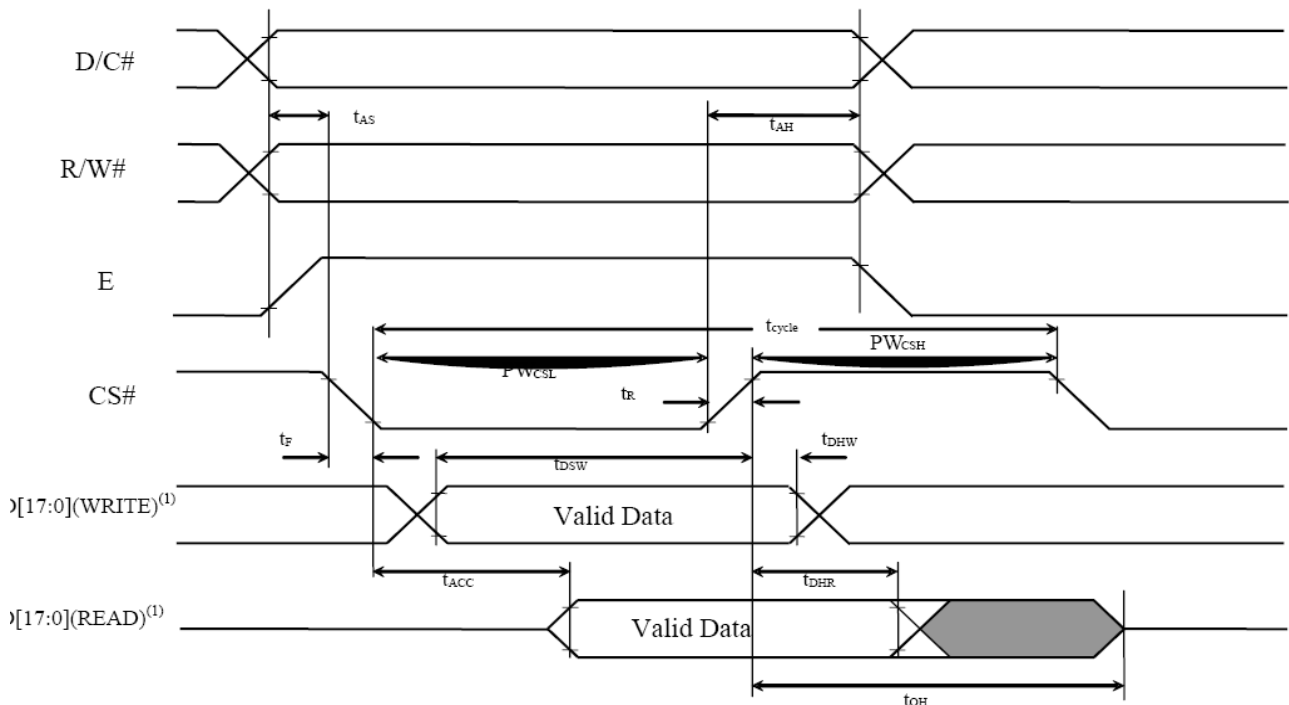 D/C#
tAS
tAH
R/W#
E
tcycle
PWCSH
PWCSL
tR
CS#
tF
tDHW
tDSW
D[17:0](WRITE)(1)
Valid Data
tACC
tDHR
D[17:0](READ)(1)
Valid Data
tOH